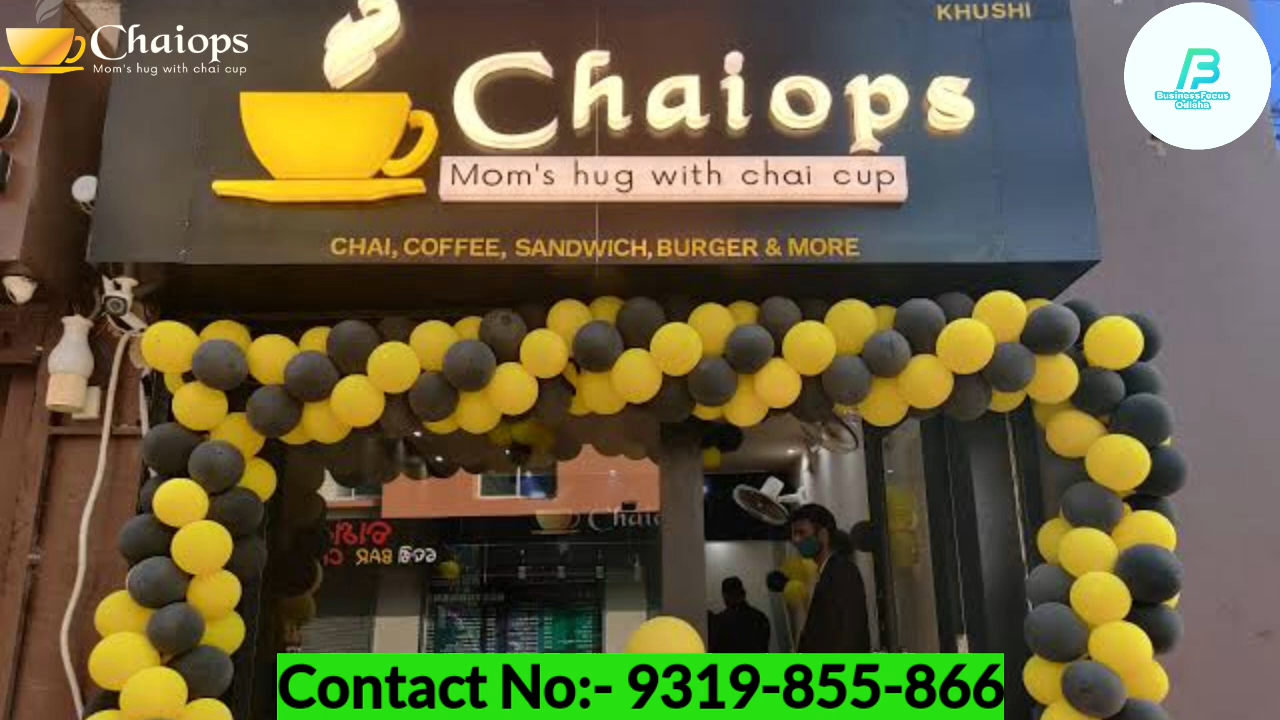 Chaiops
Mom's hug with chai cup
KHUSHI
BusinessFocus
Odisha
Chaiops
Mom's hug with chai cup
CHAI, COFFEE, SANDWICH, BURGER & MORE
BAR
Contact No:- 9319-855-866